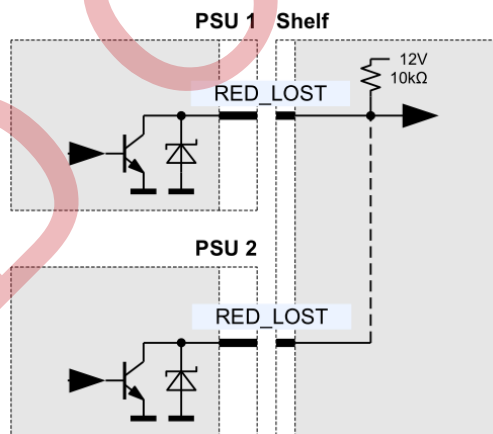 PSU 1 Shelf
12V
10kΩ
RED_LOST
PSU 2
RED_LOST